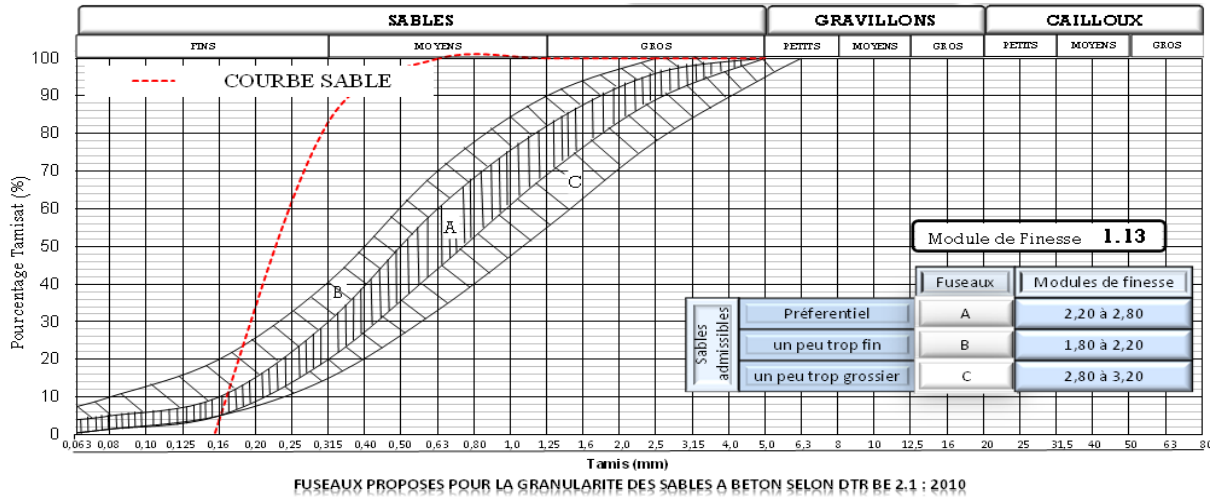 SABLES GRAVILLONS CAILLOUX
FINS MOYENS GROS PETITS MOYENS GROS PETITS MOYENS GROS
COURBE SABLE
100
90
80
70
60
50
40
30
20
10
0
Pourcentage Tamisat (%)
A
B
C
Module de Finesse 1.13
Fuseaux Modules de finesse
Sables admissibles
Préferentiel A 2,20 à 2,80
un peu trop fin B 1,80 à 2,20
un peu trop grossier C 2,80 à 3,20
0,063 0,08 0,10 0,125 0,16 0,20 0,25 0,315 0,40 0,50 0,63 0,80 1,0 1,25 1,6 2,0 2,5 3,15 4,0 5,0 6,3 8 10 12,5 16 20 25 31,5 40 50 63 80
Tamis (mm)
FUSEAUX PROPOSES POUR LA GRANULARITE DES SABLES A BETON SELON DTR BE 2.1 : 2010